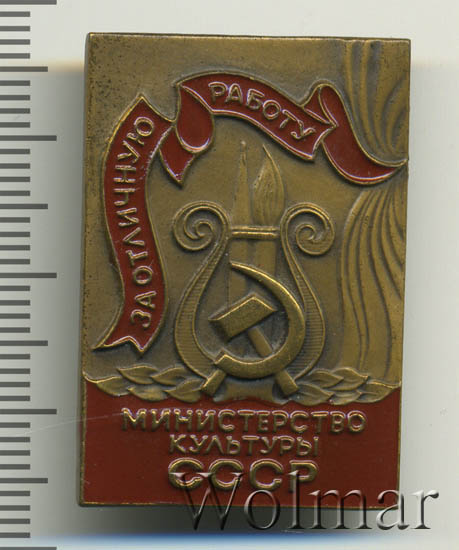 ЗА ОТЛИЧНУЮ РАБОТУ
МИНИСТЕРСТВО
КУЛЬТУРЫ
СССР
Wolmar